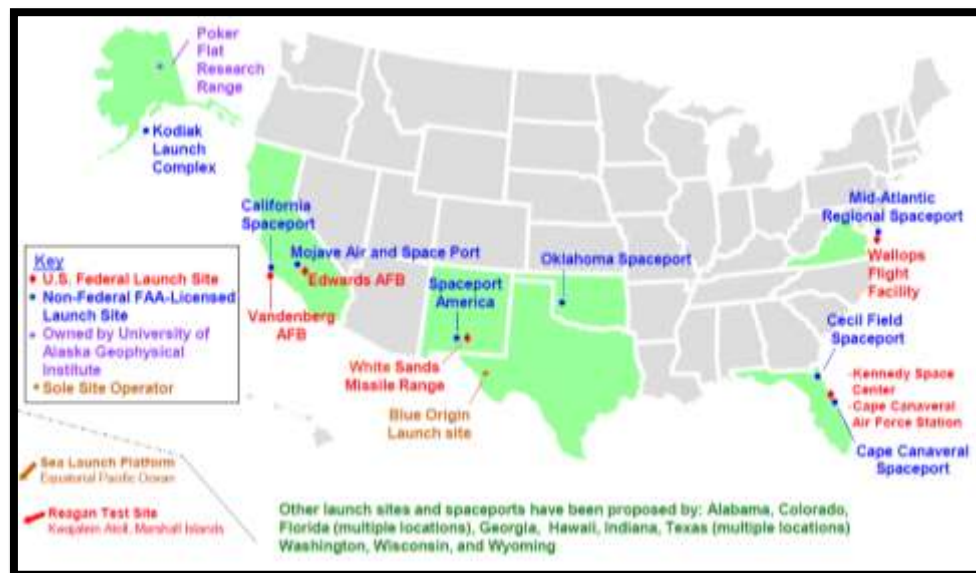 Poker
Flat
Research
Range
Kodiak
Launch
Complex
California
Spaceport
Mojave Air and Space Port
Edwards AFB
Vandenberg
AFB
Spaceport
America
White Sands
Missile Range
Blue Origin
Launch site
Oklahoma Spaceport
Mid-Atlantic
Regional Spaceport
Wallops
Flight
Facility
Cecil Field
Spaceport
-Kennedy Space
Center
-Cape Canaveral
Air Force Station
Cape Canaveral
Spaceport
Key
U.S. Federal Launch Site
Non-Federal FAA-Licensed
Launch Site
Owned by University of
Alaska Geophysical
Institute
Sole Site Operator
Sea Launch Platform
Equatorial Pacific Ocean
Reagan Test Site
Kwajalein Atoll, Marshall Islands
Other launch sites and spaceports have been proposed by: Alabama, Colorado,
Florida (multiple locations), Georgia, Hawaii, Indiana, Texas (multiple locations)
Washington, Wisconsin, and Wyoming